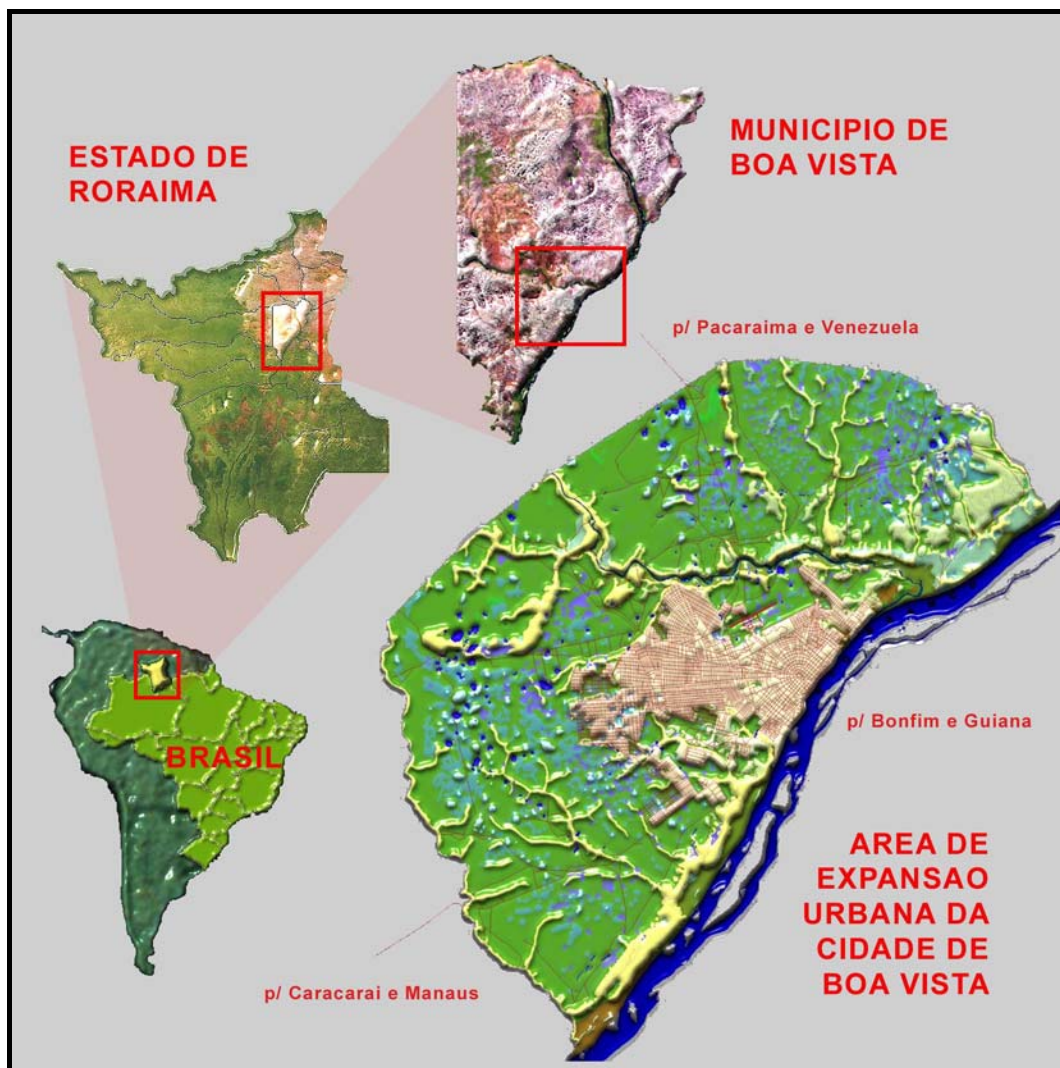 ESTADO DE
RORAIMA
MUNICIPIO DE
BOA VISTA
p/ Pacaraima e Venezuela
BRASIL
p/ Bonfim e Guiana
AREA DE
EXPANSAO
URBANA DA
CIDADE DE
BOA VISTA
p/ Caracarai e Manaus